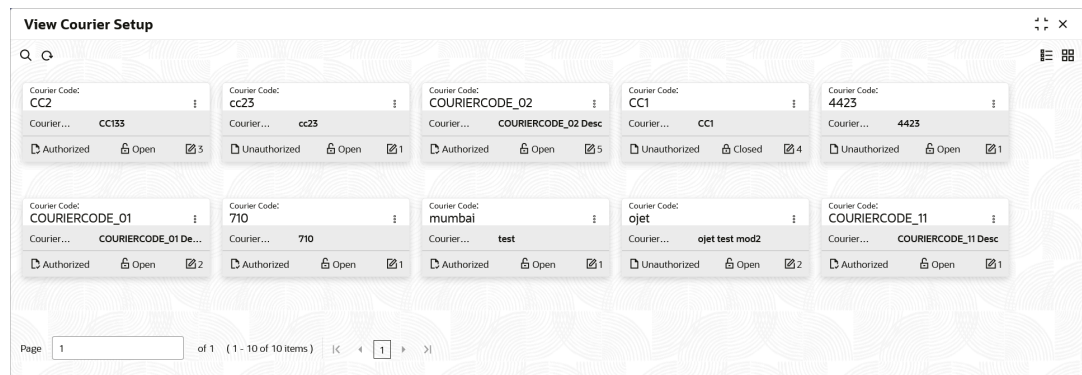 View Courier Setup
Courier Code:
CC2
Courier... CC133
Authorized Open 3
Courier Code:
cc23
Courier... cc23
Unauthorized Open 1
Courier Code:
COURIERCODE_02
Courier... COURIERCODE_02 Desc
Authorized Open 5
Courier Code:
CC1
Courier... CC1
Unauthorized Closed 4
Courier Code:
4423
Courier... 4423
Unauthorized Open 1
Courier Code:
COURIERCODE_01
Courier... COURIERCODE_01 De...
Authorized Open 2
Courier Code:
710
Courier... 710
Authorized Open 1
Courier Code:
mumbai
Courier... test
Authorized Open 1
Courier Code:
ojet
Courier... ojet test mod2
Unauthorized Open 2
Courier Code:
COURIERCODE_11
Courier... COURIERCODE_11 Desc
Authorized Open 1
Page 1 of 1 ( 1 - 10 of 10 items ) 1